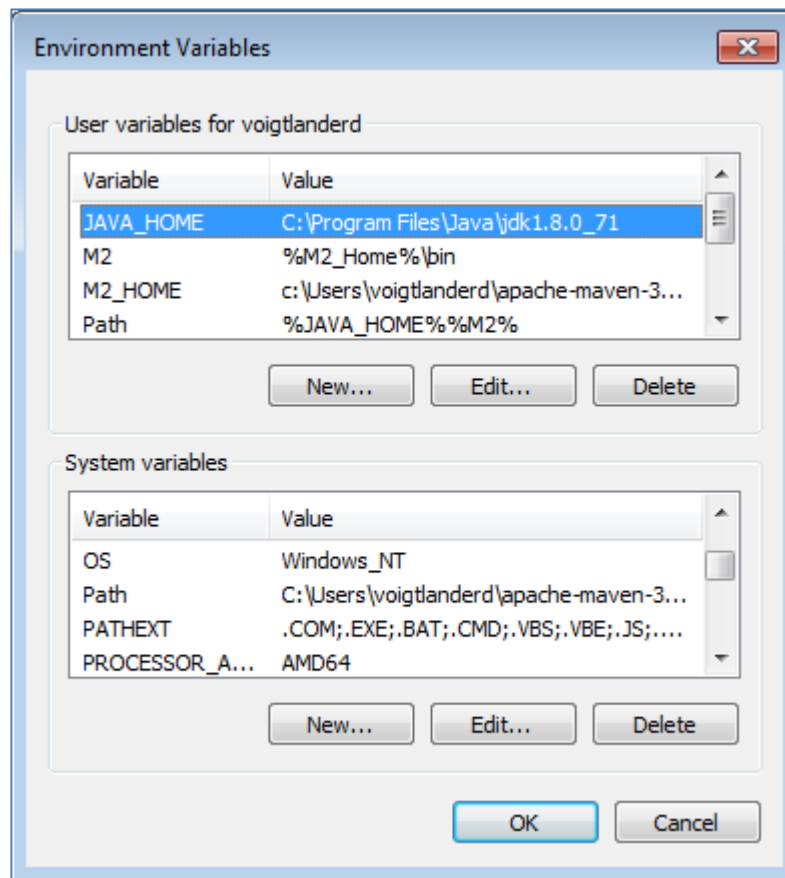 Environment Variables
User variables for voigtlanderd
Variable Value
JAVA_HOME C:\Program Files\Java\jdk1.8.0_71
M2 %M2_Home%\bin
M2_HOME c:\Users\voigtlanderd\apache-maven-3...
Path %JAVA_HOME%%M2%
New... Edit... Delete
System variables
Variable Value
OS Windows_NT
Path C:\Users\voigtlanderd\apache-maven-3...
PATHEXT .COM;.EXE;.BAT;.CMD;.VBS;.VBE;.JS;....
PROCESSOR_A... AMD64
New... Edit... Delete
OK Cancel